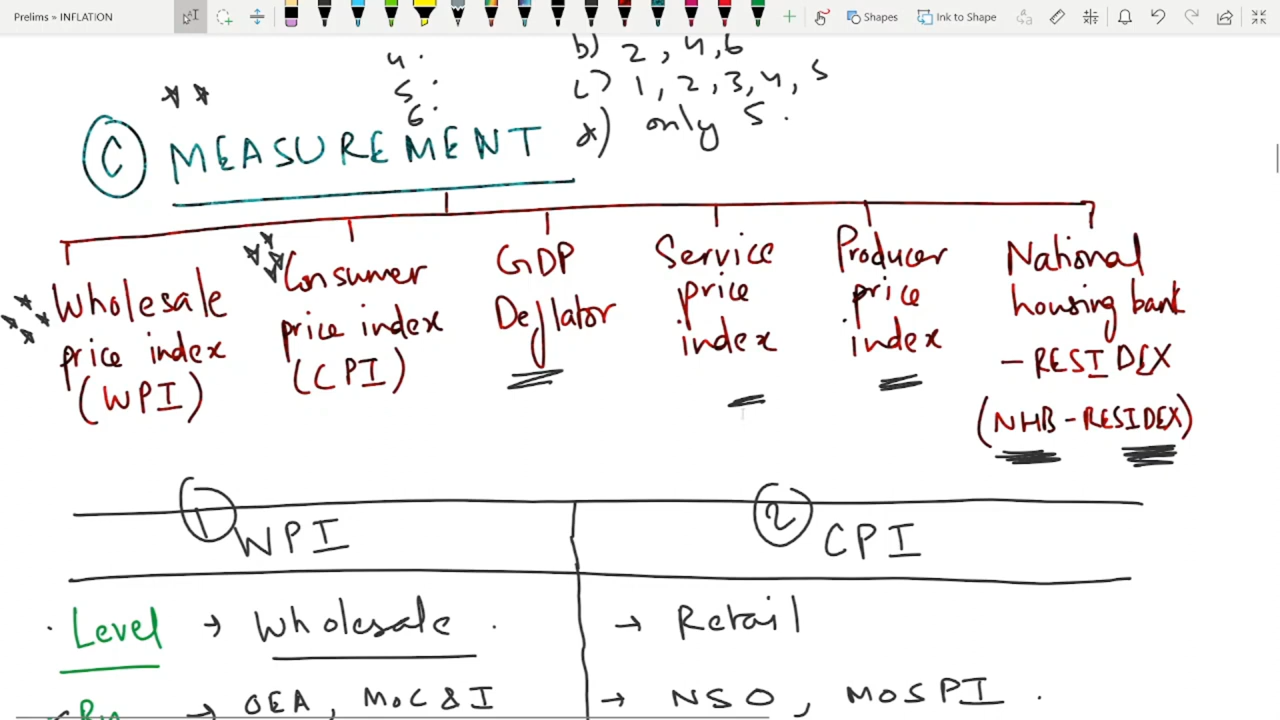 Prelims » INFLATION
Shapes
Ink to Shape
4.
b) 2, 4, 6
5.
c) 1, 2, 3, 4, 5
6.
d) only 5.
C MEASUREMENT
Wholesale
price index
(WPI)
Consumer
price index
(CPI)
GDP
Deflator
Service
price
index
Producer
price
index
National
housing bank
- RESIDEX
(NHB - RESIDEX)
1 WPI
2 CPI
. Level → Wholesale .
→ Retail
→ OEA, MoC & I
→ NSO, MOSPI .